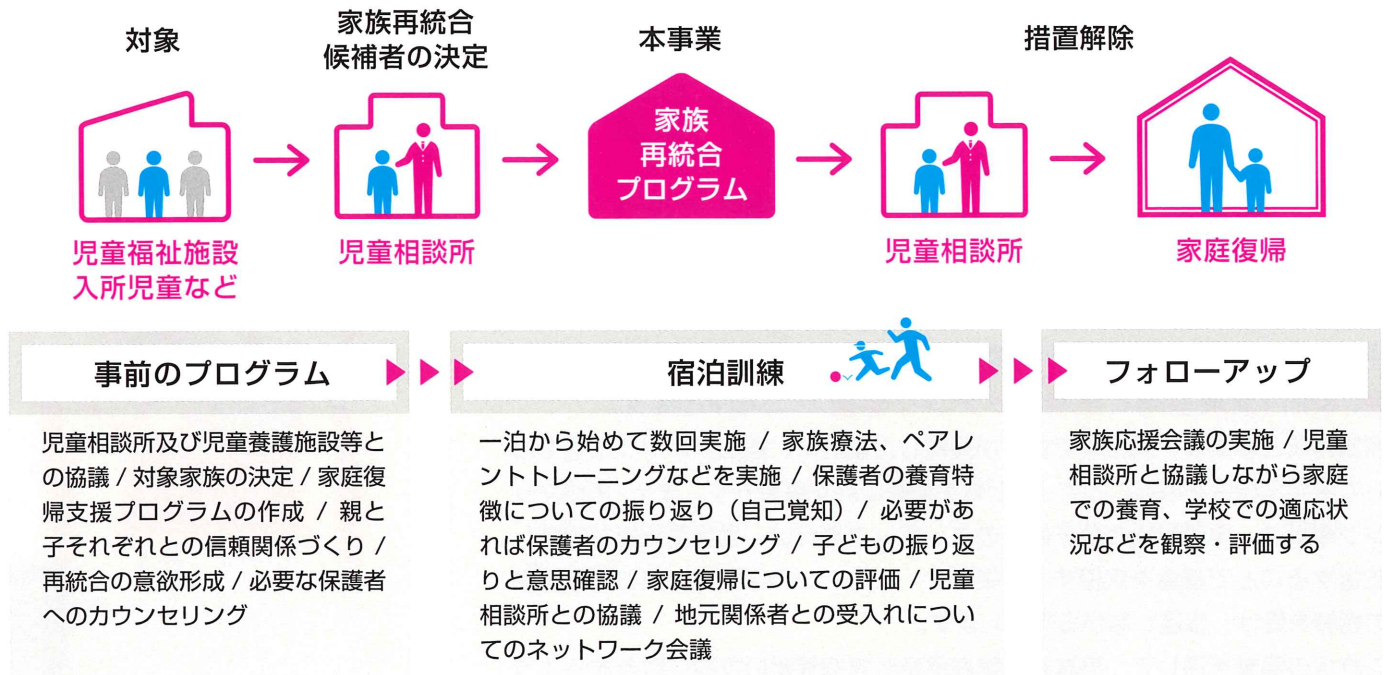 対象
家族再統合
候補者の決定
本事業
措置解除
家族
再統合
プログラム
児童福祉施設
入所児童など
児童相談所
児童相談所
家庭復帰
事前のプログラム
児童相談所及び児童養護施設等と
の協議 / 対象家族の決定 / 家庭復
帰支援プログラムの作成 / 親と
子それぞれとの信頼関係づくり /
再統合の意欲形成 / 必要な保護者
へのカウンセリング
宿泊訓練
一泊から始めて数回実施 / 家族療法、ペアレ
ントトレーニングなどを実施 / 保護者の養育特
徴についての振り返り（自己覚知）/ 必要があ
れば保護者のカウンセリング / 子どもの振り返
りと意思確認 / 家庭復帰についての評価 / 児童
相談所との協議 / 地元関係者との受入れについ
てのネットワーク会議
フォローアップ
家族応援会議の実施 / 児童
相談所と協議しながら家庭
での養育、学校での適応状
況などを観察・評価する